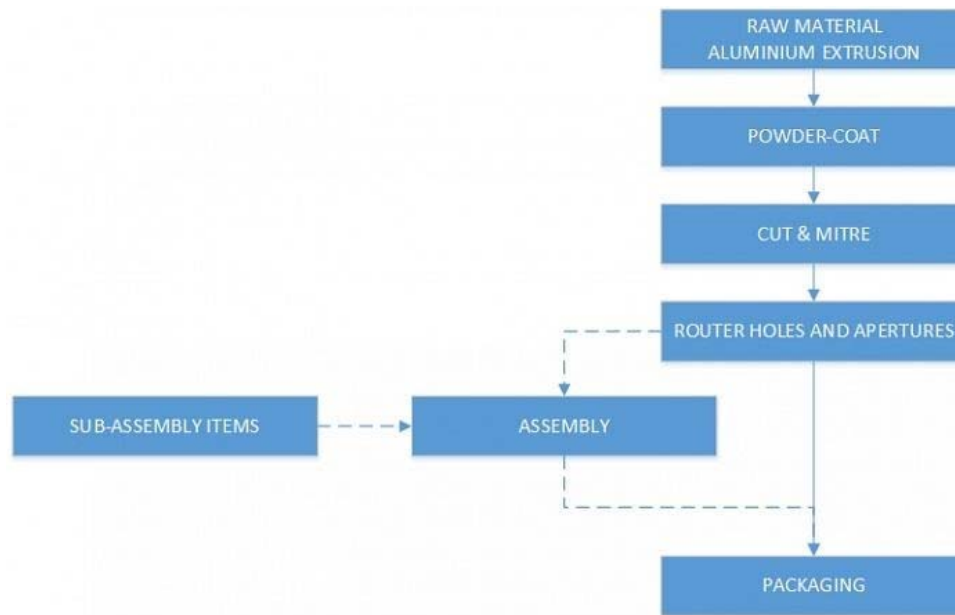 RAW MATERIAL
ALUMINIUM EXTRUSION
POWDER-COAT
CUT & MITRE
ROUTER HOLES AND APERTURES
SUB-ASSEMBLY ITEMS
ASSEMBLY
PACKAGING